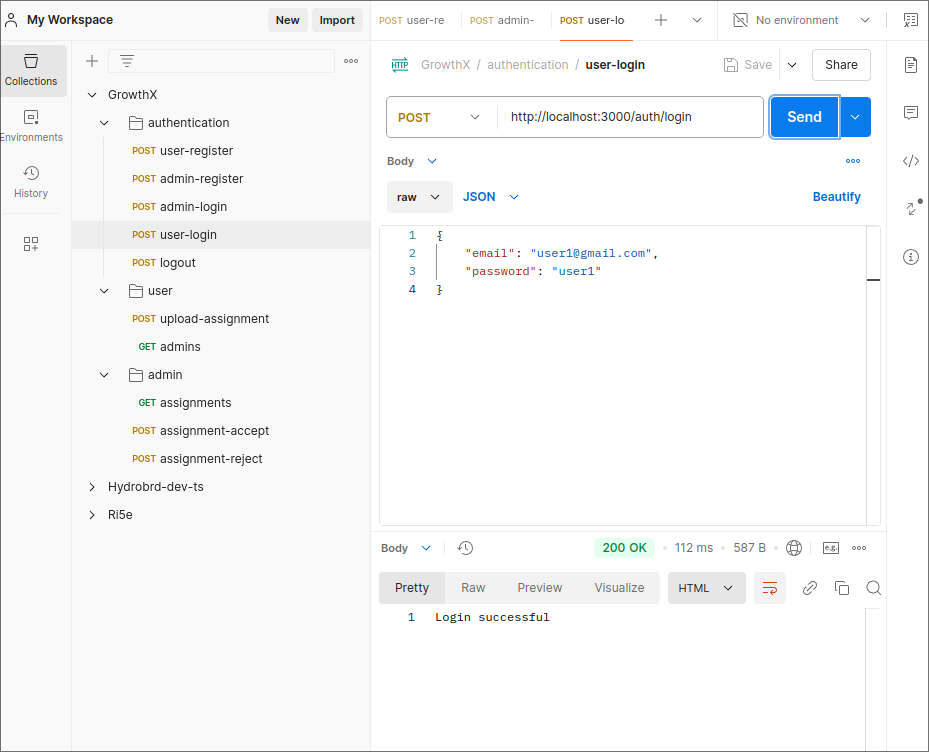 My Workspace
New
Import
POST user-re
POST admin-
POST user-lo
No environment
Collections
Environments
History
GrowthX
authentication
POST user-register
POST admin-register
POST admin-login
POST user-login
POST logout
user
POST upload-assignment
GET admins
admin
GET assignments
POST assignment-accept
POST assignment-reject
Hydrobrd-dev-ts
Ri5e
HTTP
GrowthX / authentication / user-login
Save
Share
POST
http://localhost:3000/auth/login
Send
Body
raw
JSON
Beautify
1 {
2 "email": "user1@gmail.com",
3 "password": "user1"
4 }
Body
200 OK
112 ms
587 B
e.g.
Pretty
Raw
Preview
Visualize
HTML
1 Login successful